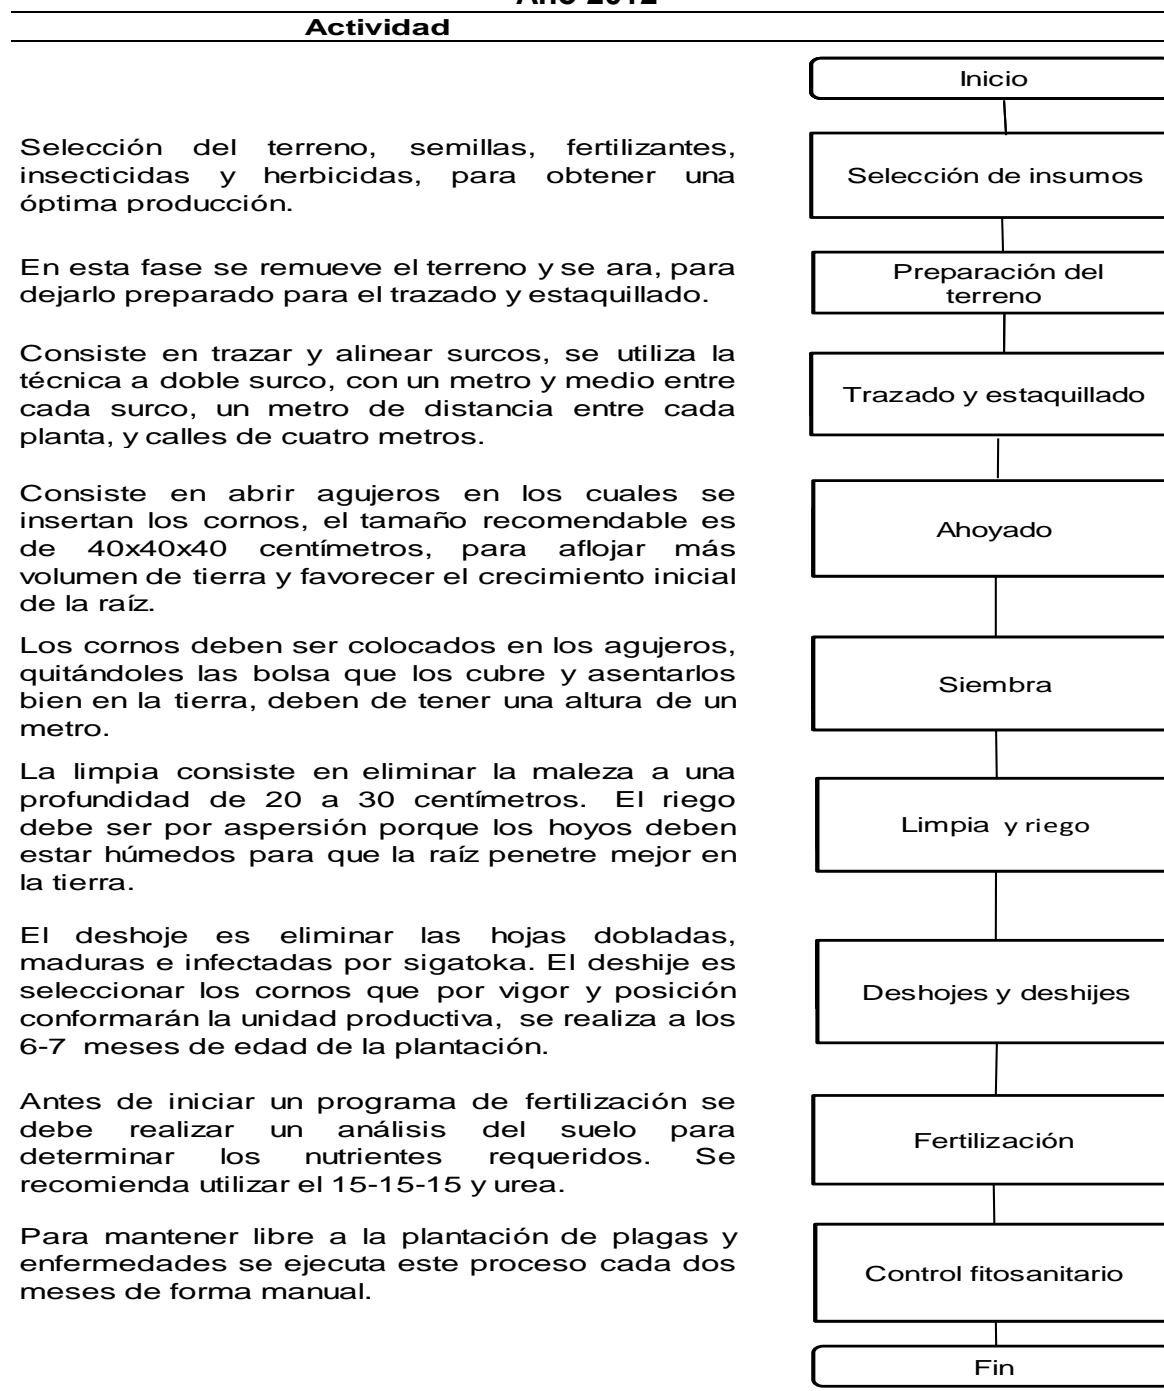 Año 2012
Actividad
Inicio
Selección del terreno, semillas, fertilizantes,
insecticidas y herbicidas, para obtener una
óptima producción.
Selección de insumos
En esta fase se remueve el terreno y se ara, para
dejarlo preparado para el trazado y estaquillado.
Preparación del
terreno
Consiste en trazar y alinear surcos, se utiliza la
técnica a doble surco, con un metro y medio entre
cada surco, un metro de distancia entre cada
planta, y calles de cuatro metros.
Trazado y estaquillado
Consiste en abrir agujeros en los cuales se
insertan los cornos, el tamaño recomendable es
de 40x40x40 centímetros, para aflojar más
volumen de tierra y favorecer el crecimiento inicial
de la raíz.
Ahoyado
Los cornos deben ser colocados en los agujeros,
quitándoles las bolsa que los cubre y asentarlos
bien en la tierra, deben de tener una altura de un
metro.
Siembra
La limpia consiste en eliminar la maleza a una
profundidad de 20 a 30 centímetros. El riego
debe ser por aspersión porque los hoyos deben
estar húmedos para que la raíz penetre mejor en
la tierra.
Limpia y riego
El deshoje es eliminar las hojas dobladas,
maduras e infectadas por sigatoka. El deshije es
seleccionar los cornos que por vigor y posición
conformarán la unidad productiva, se realiza a los
6-7 meses de edad de la plantación.
Deshojes y deshijes
Antes de iniciar un programa de fertilización se
debe realizar un análisis del suelo para
determinar los nutrientes requeridos. Se
recomienda utilizar el 15-15-15 y urea.
Fertilización
Para mantener libre a la plantación de plagas y
enfermedades se ejecuta este proceso cada dos
meses de forma manual.
Control fitosanitario
Fin